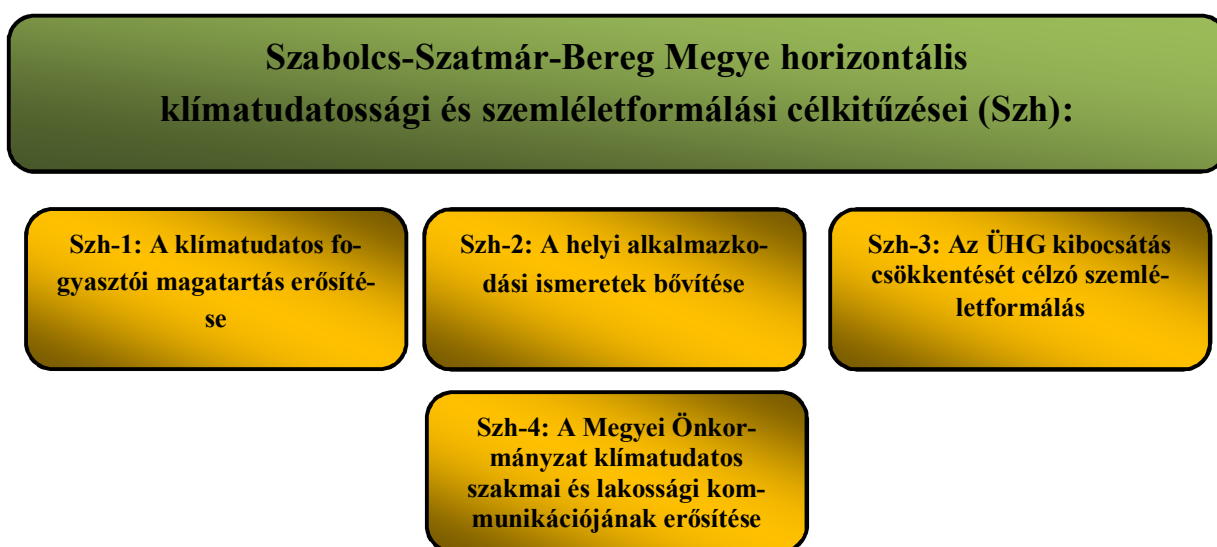 Szabolcs-Szatmár-Bereg Megye horizontális
klímatudatossági és szemléletformálási célkitűzései (Szh):
Szh-1: A klímatudatos fo-
gyasztói magatartás erősíté-
se
Szh-2: A helyi alkalmazko-
dási ismeretek bővítése
Szh-3: Az ÜHG kibocsátás
csökkentését célzó szemlé-
letformálás
Szh-4: A Megyei Önkor-
mányzat klímatudatos
szakmai és lakossági kom-
munikációjának erősítése